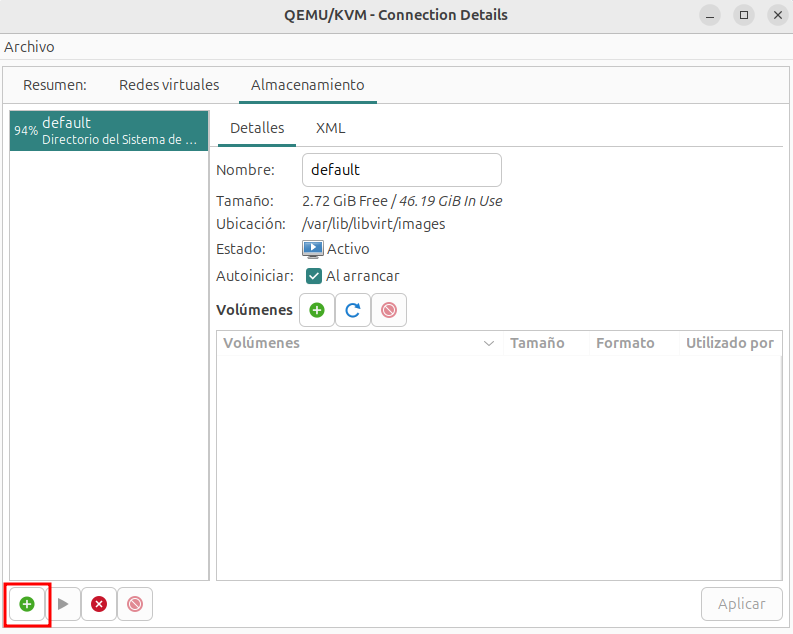 QEMU/KVM - Connection Details
Archivo
Resumen: Redes virtuales Almacenamiento
94% default
Directorio del Sistema de ...
Detalles XML
Nombre: default
Tamaño: 2.72 GiB Free / 46.19 GiB In Use
Ubicación: /var/lib/libvirt/images
Estado: Activo
Autoiniciar: Al arrancar
Volúmenes
Volúmenes Tamaño Formato Utilizado por
Aplicar